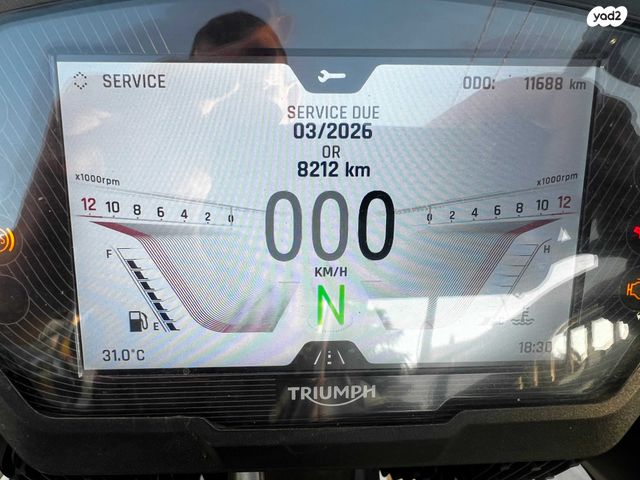 yad2
SERVICE
ODO: 11688 km
SERVICE DUE
03/2026
OR
8212 km
x1000rpm
x1000rpm
12 10 8 6 4 2 0
0 2 4 6 8 10 12
000
KM/H
F
H
N
E
31.0°C
18:30
TRIUMPH